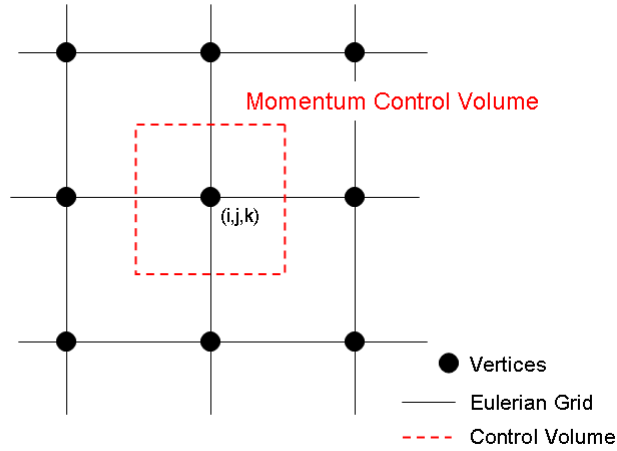 Momentum Control Volume
(i,j,k)
Vertices
Eulerian Grid
Control Volume